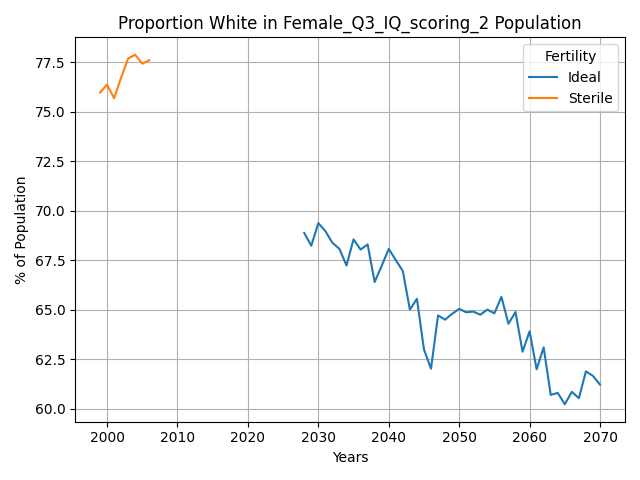 Proportion White in Female_Q3_IQ_scoring_2 Population
Fertility
Ideal
Sterile
% of Population
77.5
75.0
72.5
70.0
67.5
65.0
62.5
60.0
2000 2010 2020 2030 2040 2050 2060 2070
Years